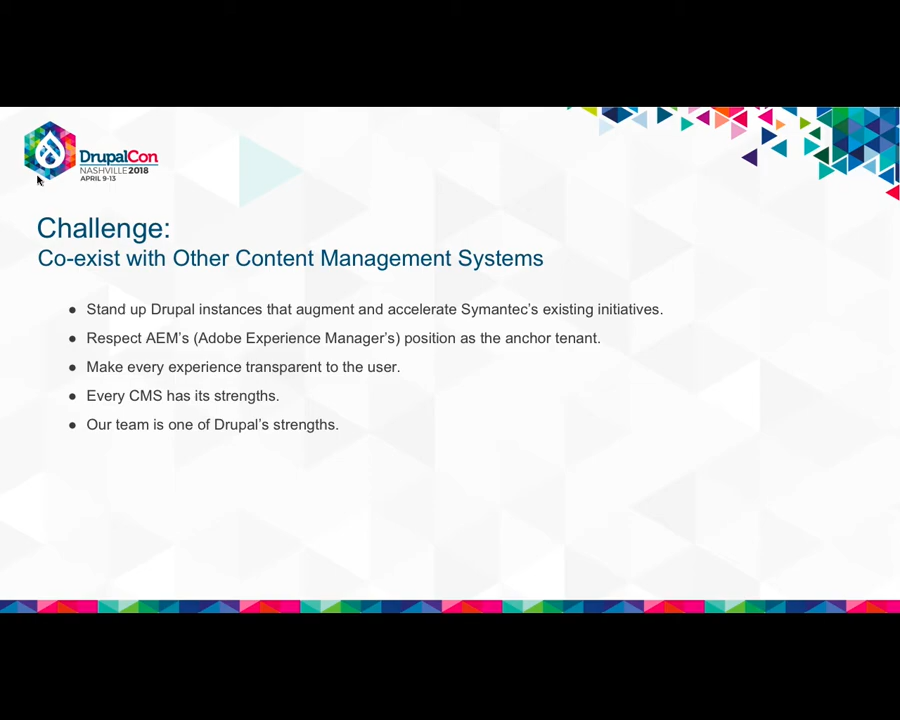 DrupalCon
NASHVILLE 2018
APRIL 9-13
Challenge:
Co-exist with Other Content Management Systems
● Stand up Drupal instances that augment and accelerate Symantec's existing initiatives.
● Respect AEM's (Adobe Experience Manager's) position as the anchor tenant.
● Make every experience transparent to the user.
● Every CMS has its strengths.
● Our team is one of Drupal's strengths.